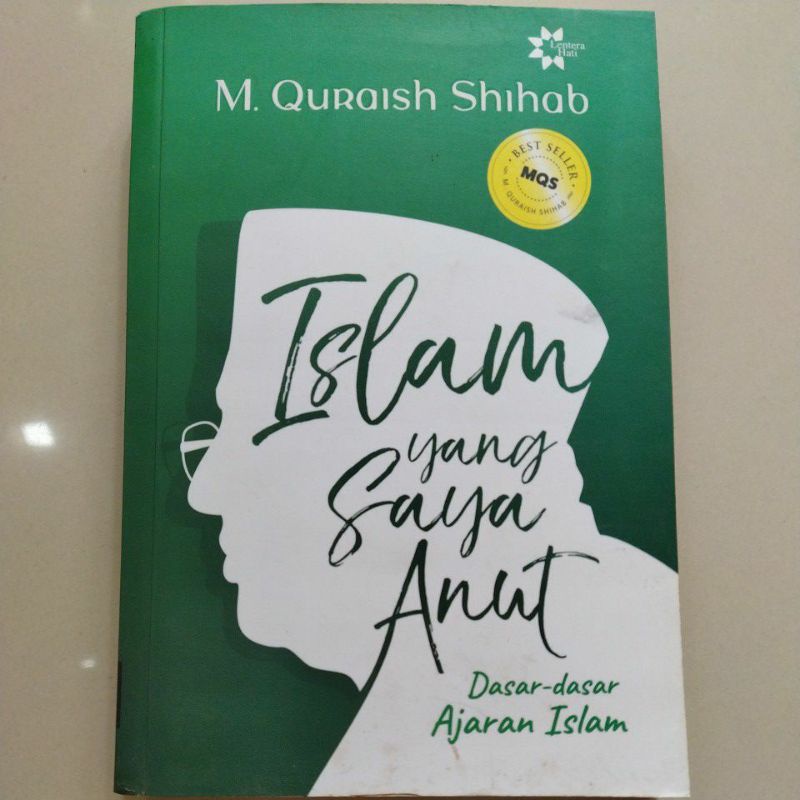 Lentera
Hati
M. Quraish Shihab
• BEST SELLER •
MQS
M. QURAISH SHIHAB
Islam
yang
Saya
Anut
Dasar-dasar
Ajaran Islam